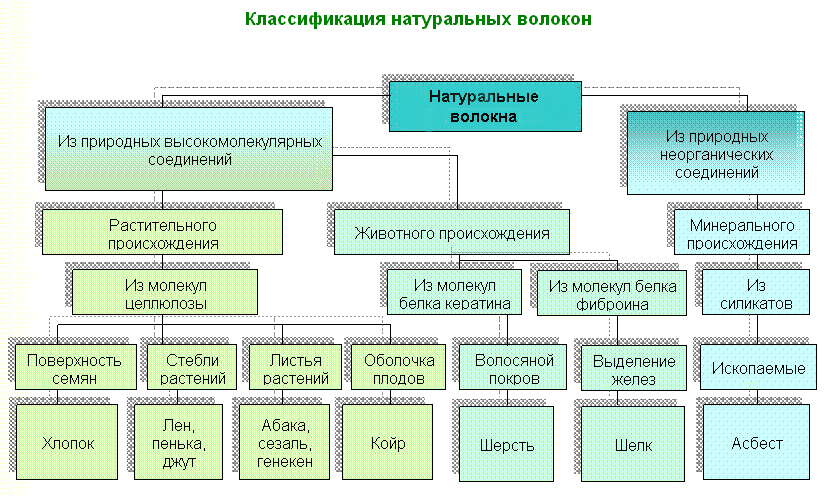 Классификация натуральных волокон
Натуральные
волокна
Из природных высокомолекулярных
соединений
Из природных
неорганических
соединений
Растительного
происхождения
Животного происхождения
Минерального
происхождения
Из молекул
целлюлозы
Из молекул
белка кератина
Из молекул белка
фиброина
Из
силикатов
Поверхность
семян
Стебли
растений
Листья
растений
Оболочка
плодов
Волосяной
покров
Выделение
желез
Ископаемые
Хлопок
Лен,
пенька,
джут
Абака,
сезаль,
генекен
Койр
Шерсть
Шелк
Асбест